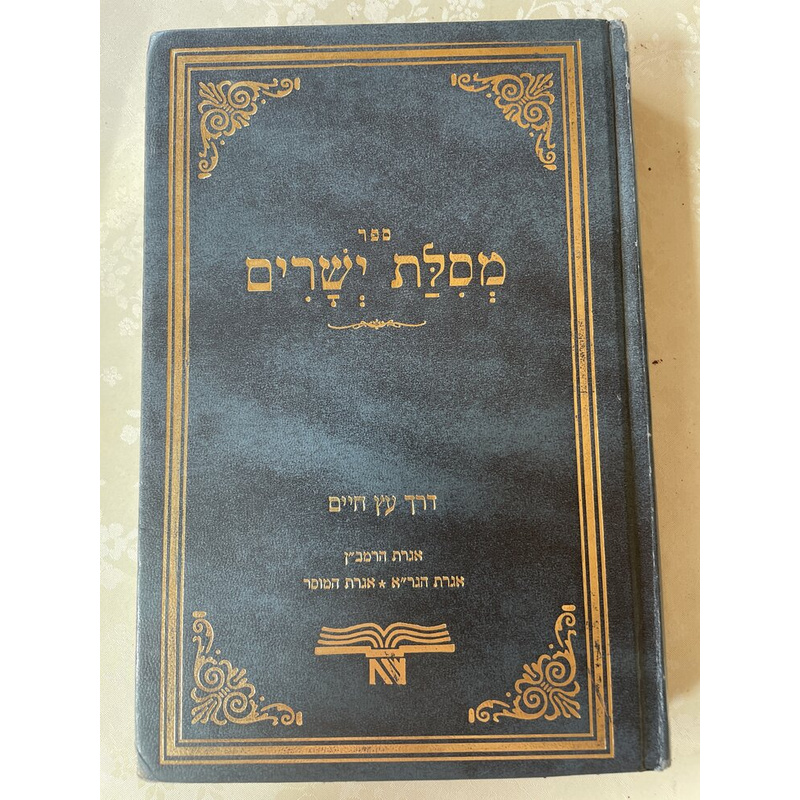 ספר
מְסִלַּת יְשָׁרִים
דרך עץ חיים
אגרת הרמב״ן
אגרת הגר״א * אגרת המוסר